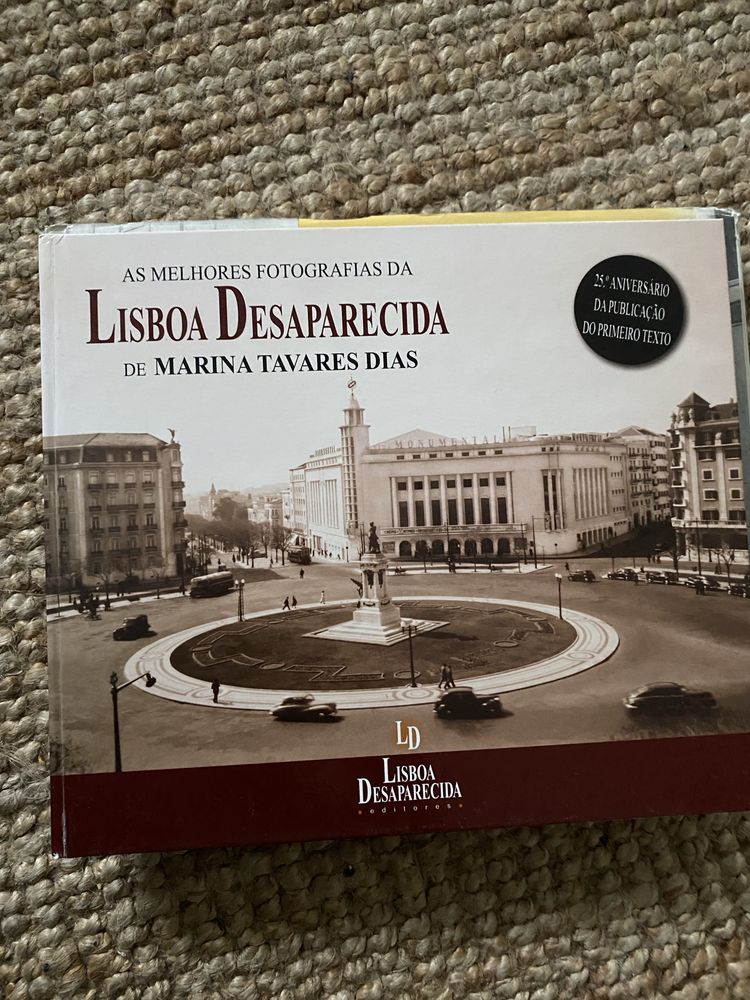 AS MELHORES FOTOGRAFIAS DA
LISBOA DESAPARECIDA
DE MARINA TAVARES DIAS
25.º ANIVERSÁRIO
DA PUBLICAÇÃO
DO PRIMEIRO TEXTO
MONUMENTAL
LD
LISBOA
DESAPARECIDA
editores